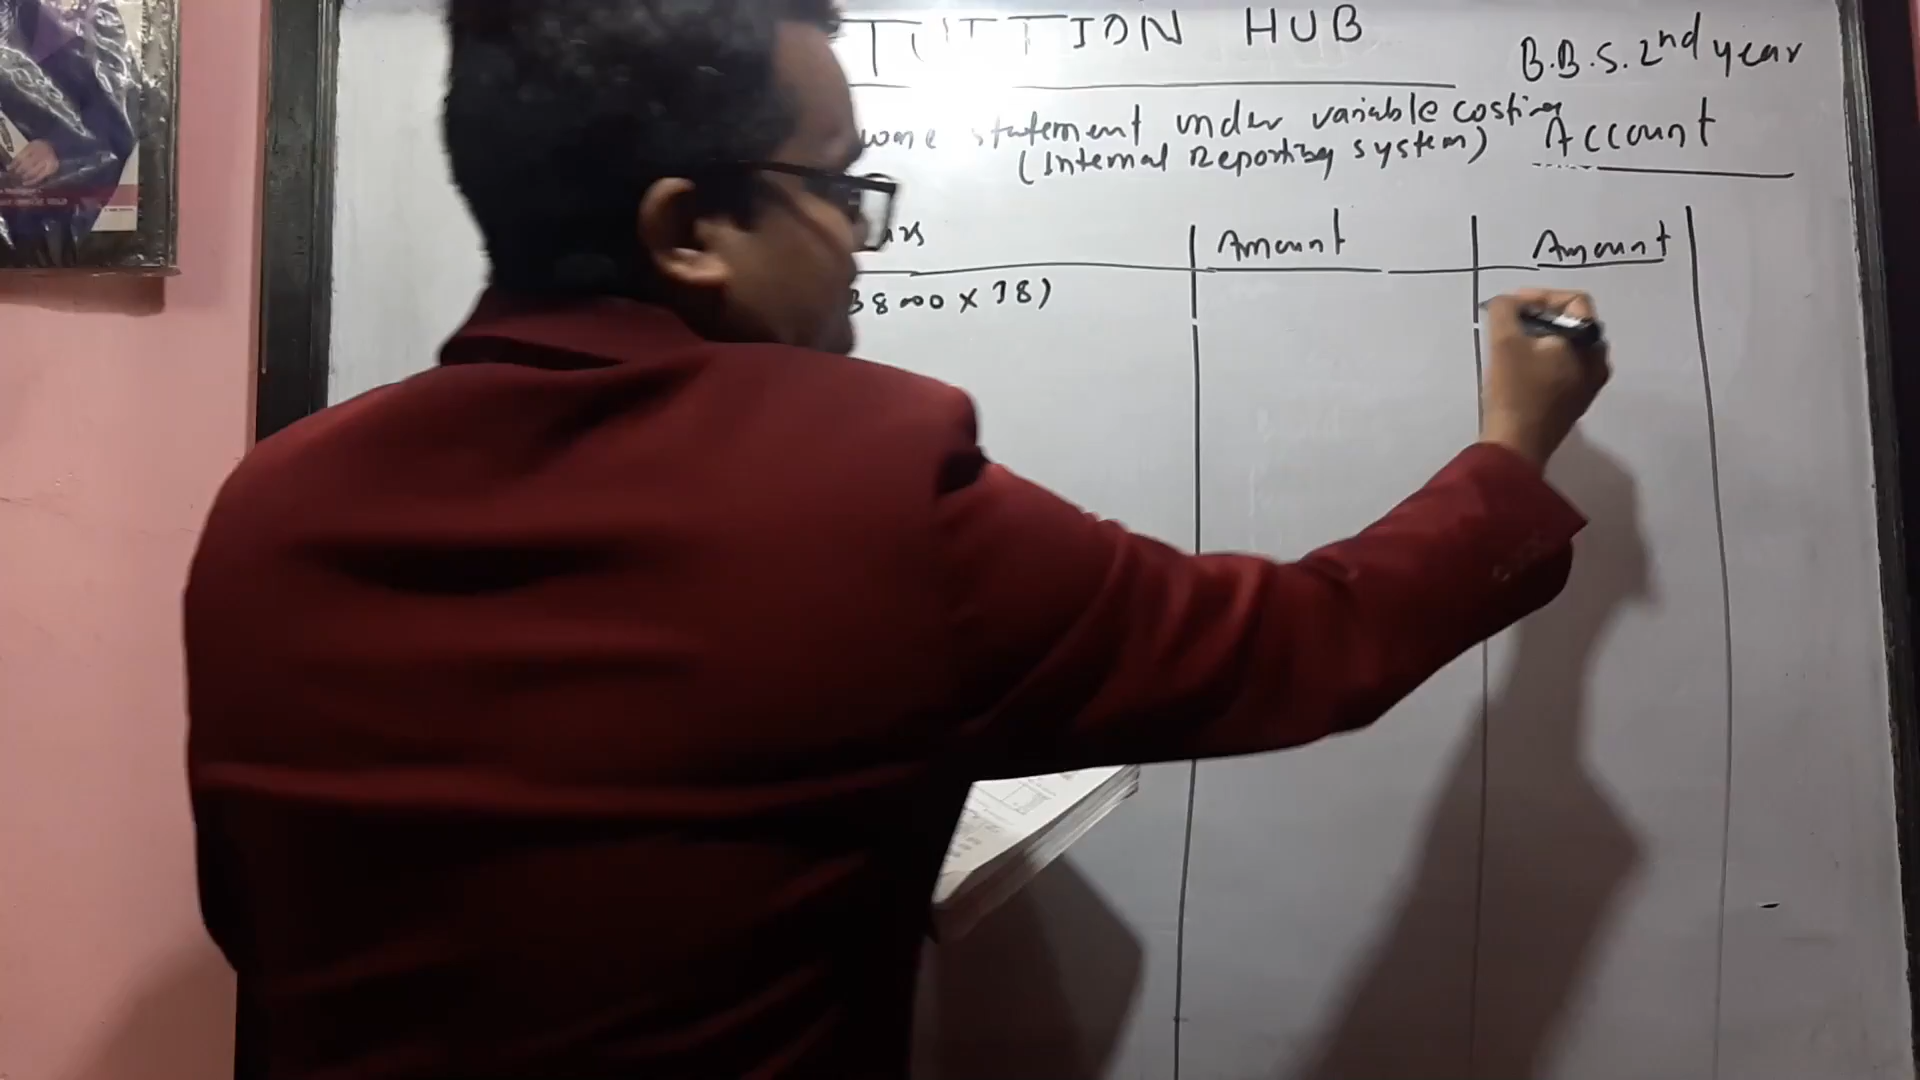 TUITION HUB
B.B.S. 2nd year
statement under variable costing
(Internal Reporting system)
Account
Amount
Amount
38000 × 18)